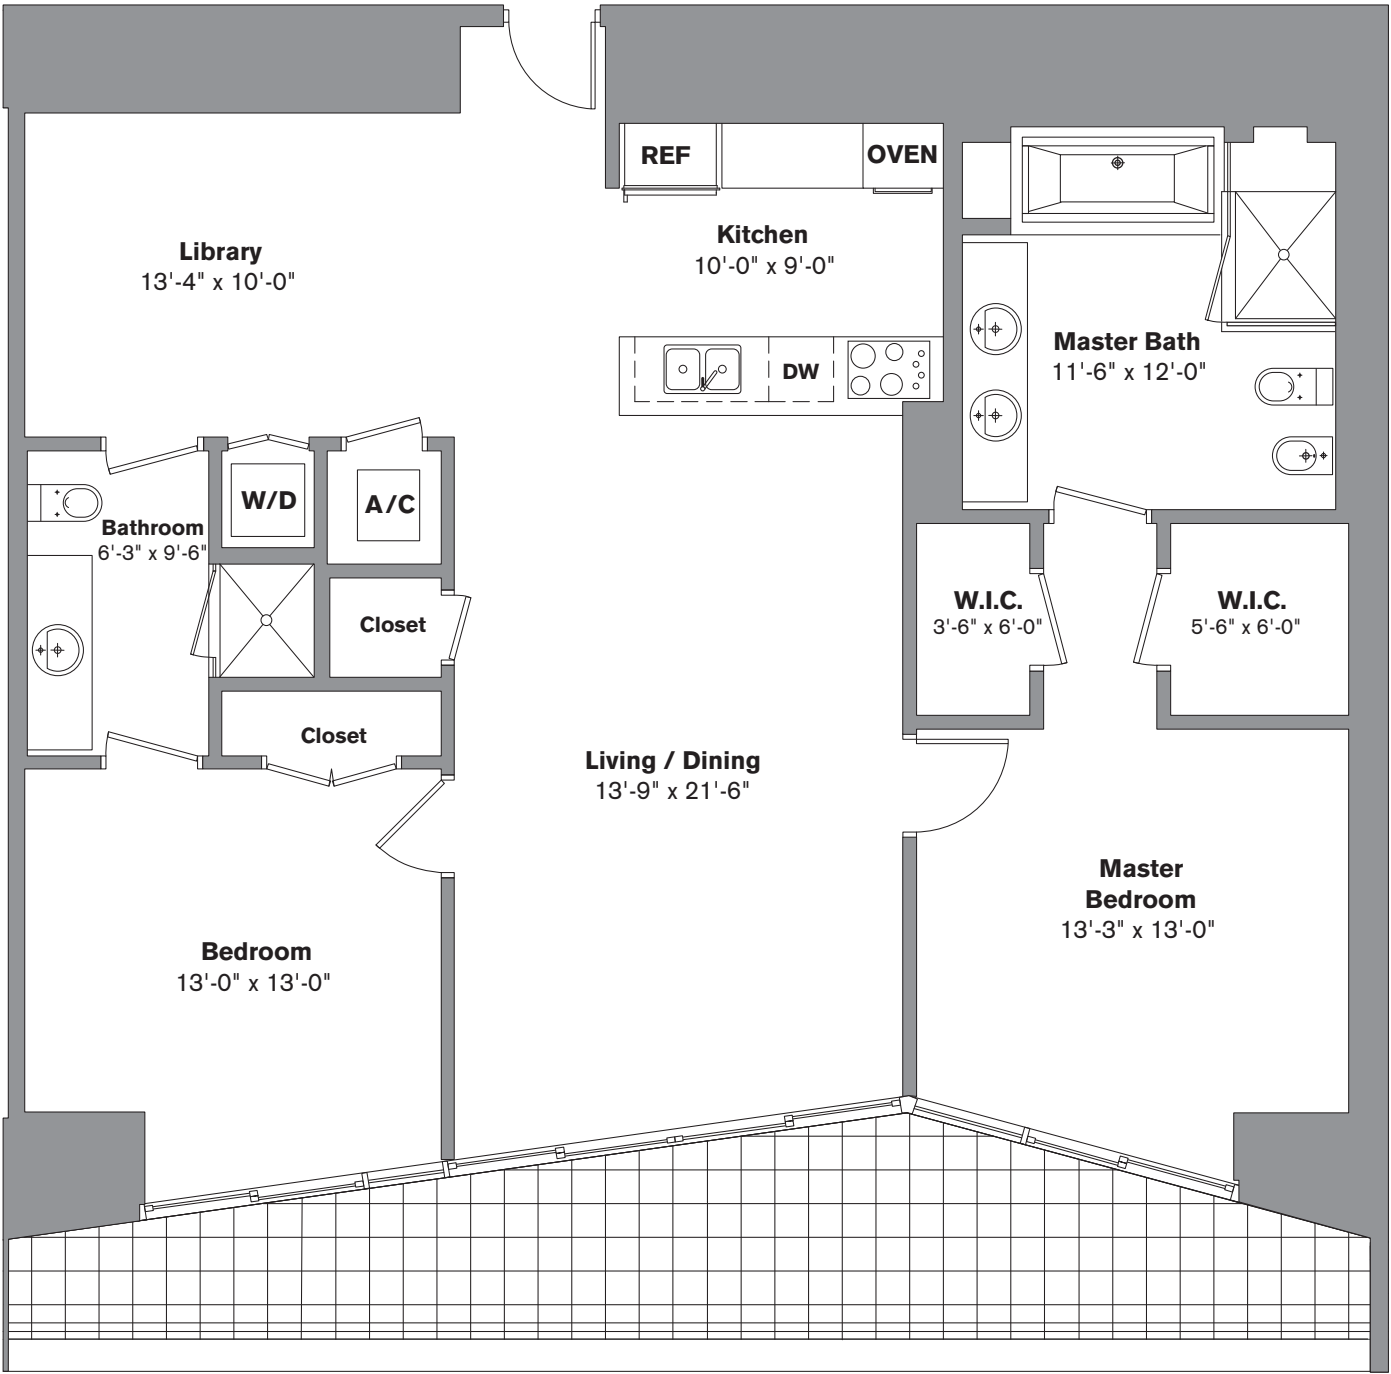 REF
OVEN
Library
13'-4" x 10'-0"
Kitchen
10'-0" x 9'-0"
DW
Master Bath
11'-6" x 12'-0"
W/D
A/C
Bathroom
6'-3" x 9'-6"
Closet
W.I.C.
3'-6" x 6'-0"
W.I.C.
5'-6" x 6'-0"
Closet
Living / Dining
13'-9" x 21'-6"
Master
Bedroom
13'-3" x 13'-0"
Bedroom
13'-0" x 13'-0"